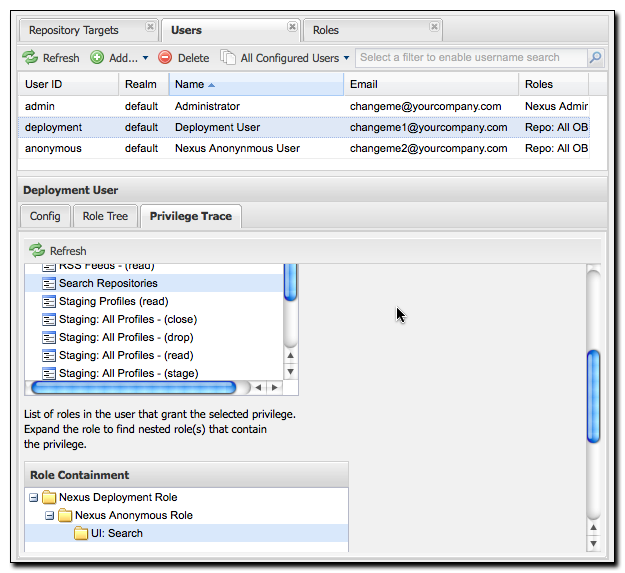 Repository Targets Users Roles
Refresh Add... Delete All Configured Users Select a filter to enable username search
User ID Realm Name Email Roles
admin default Administrator changeme@yourcompany.com Nexus Admir
deployment default Deployment User changeme1@yourcompany.com Repo: All OB
anonymous default Nexus Anonynmous User changeme2@yourcompany.com Repo: All OB
Deployment User
Config Role Tree Privilege Trace
Refresh
RSS Feeds - (read)
Search Repositories
Staging Profiles (read)
Staging: All Profiles - (close)
Staging: All Profiles - (drop)
Staging: All Profiles - (read)
Staging: All Profiles - (stage)
List of roles in the user that grant the selected privilege.
Expand the role to find nested role(s) that contain
the privilege.
Role Containment
Nexus Deployment Role
Nexus Anonymous Role
UI: Search